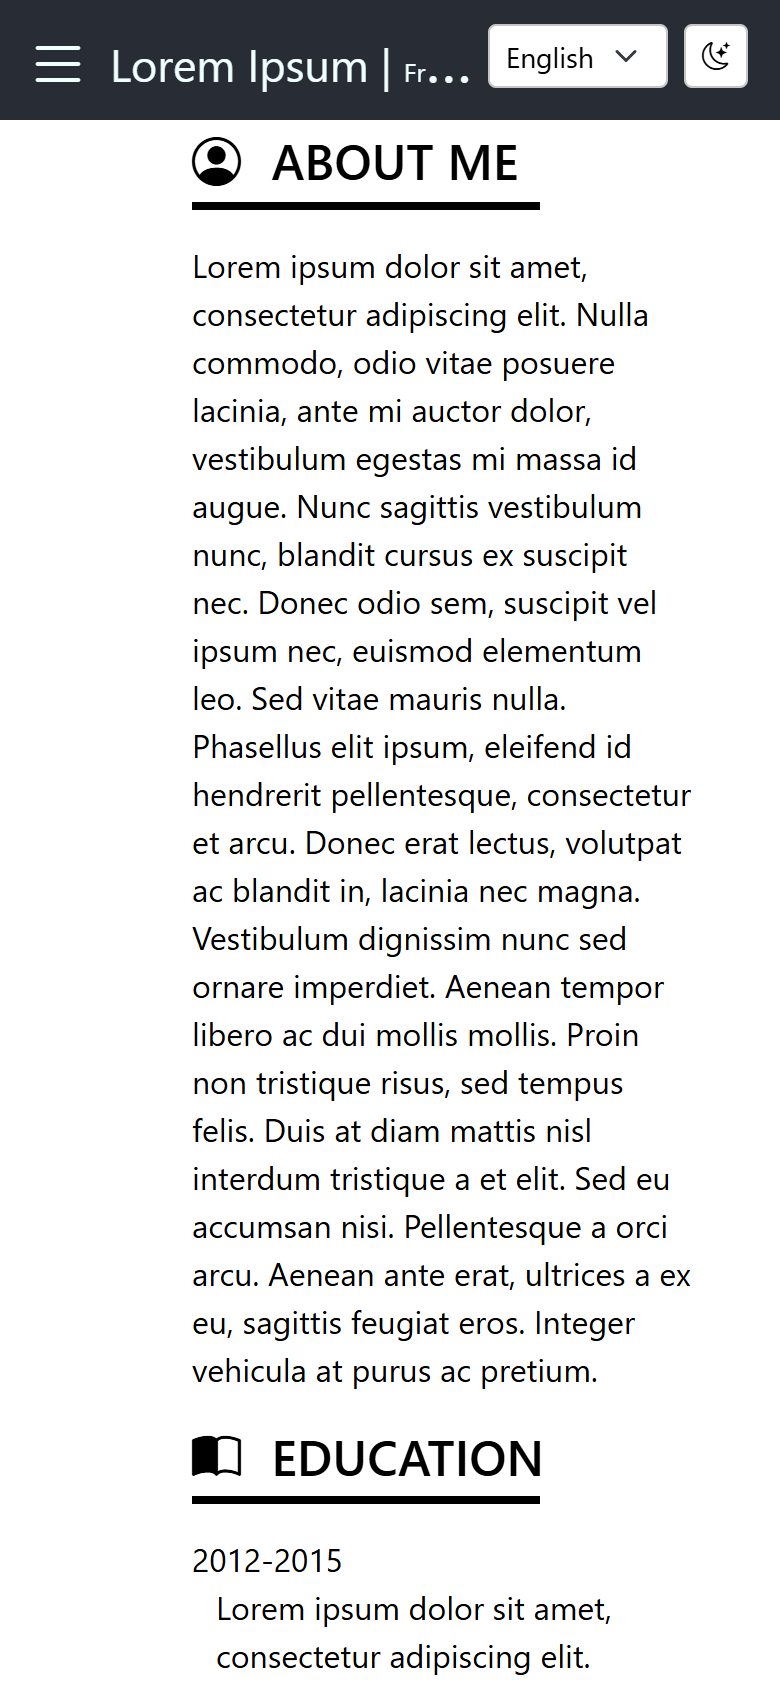 Lorem Ipsum | Fr...
English
ABOUT ME
Lorem ipsum dolor sit amet,
consectetur adipiscing elit. Nulla
commodo, odio vitae posuere
lacinia, ante mi auctor dolor,
vestibulum egestas mi massa id
augue. Nunc sagittis vestibulum
nunc, blandit cursus ex suscipit
nec. Donec odio sem, suscipit vel
ipsum nec, euismod elementum
leo. Sed vitae mauris nulla.
Phasellus elit ipsum, eleifend id
hendrerit pellentesque, consectetur
et arcu. Donec erat lectus, volutpat
ac blandit in, lacinia nec magna.
Vestibulum dignissim nunc sed
ornare imperdiet. Aenean tempor
libero ac dui mollis mollis. Proin
non tristique risus, sed tempus
felis. Duis at diam mattis nisl
interdum tristique a et elit. Sed eu
accumsan nisi. Pellentesque a orci
arcu. Aenean ante erat, ultrices a ex
eu, sagittis feugiat eros. Integer
vehicula at purus ac pretium.
EDUCATION
2012-2015
Lorem ipsum dolor sit amet,
consectetur adipiscing elit.